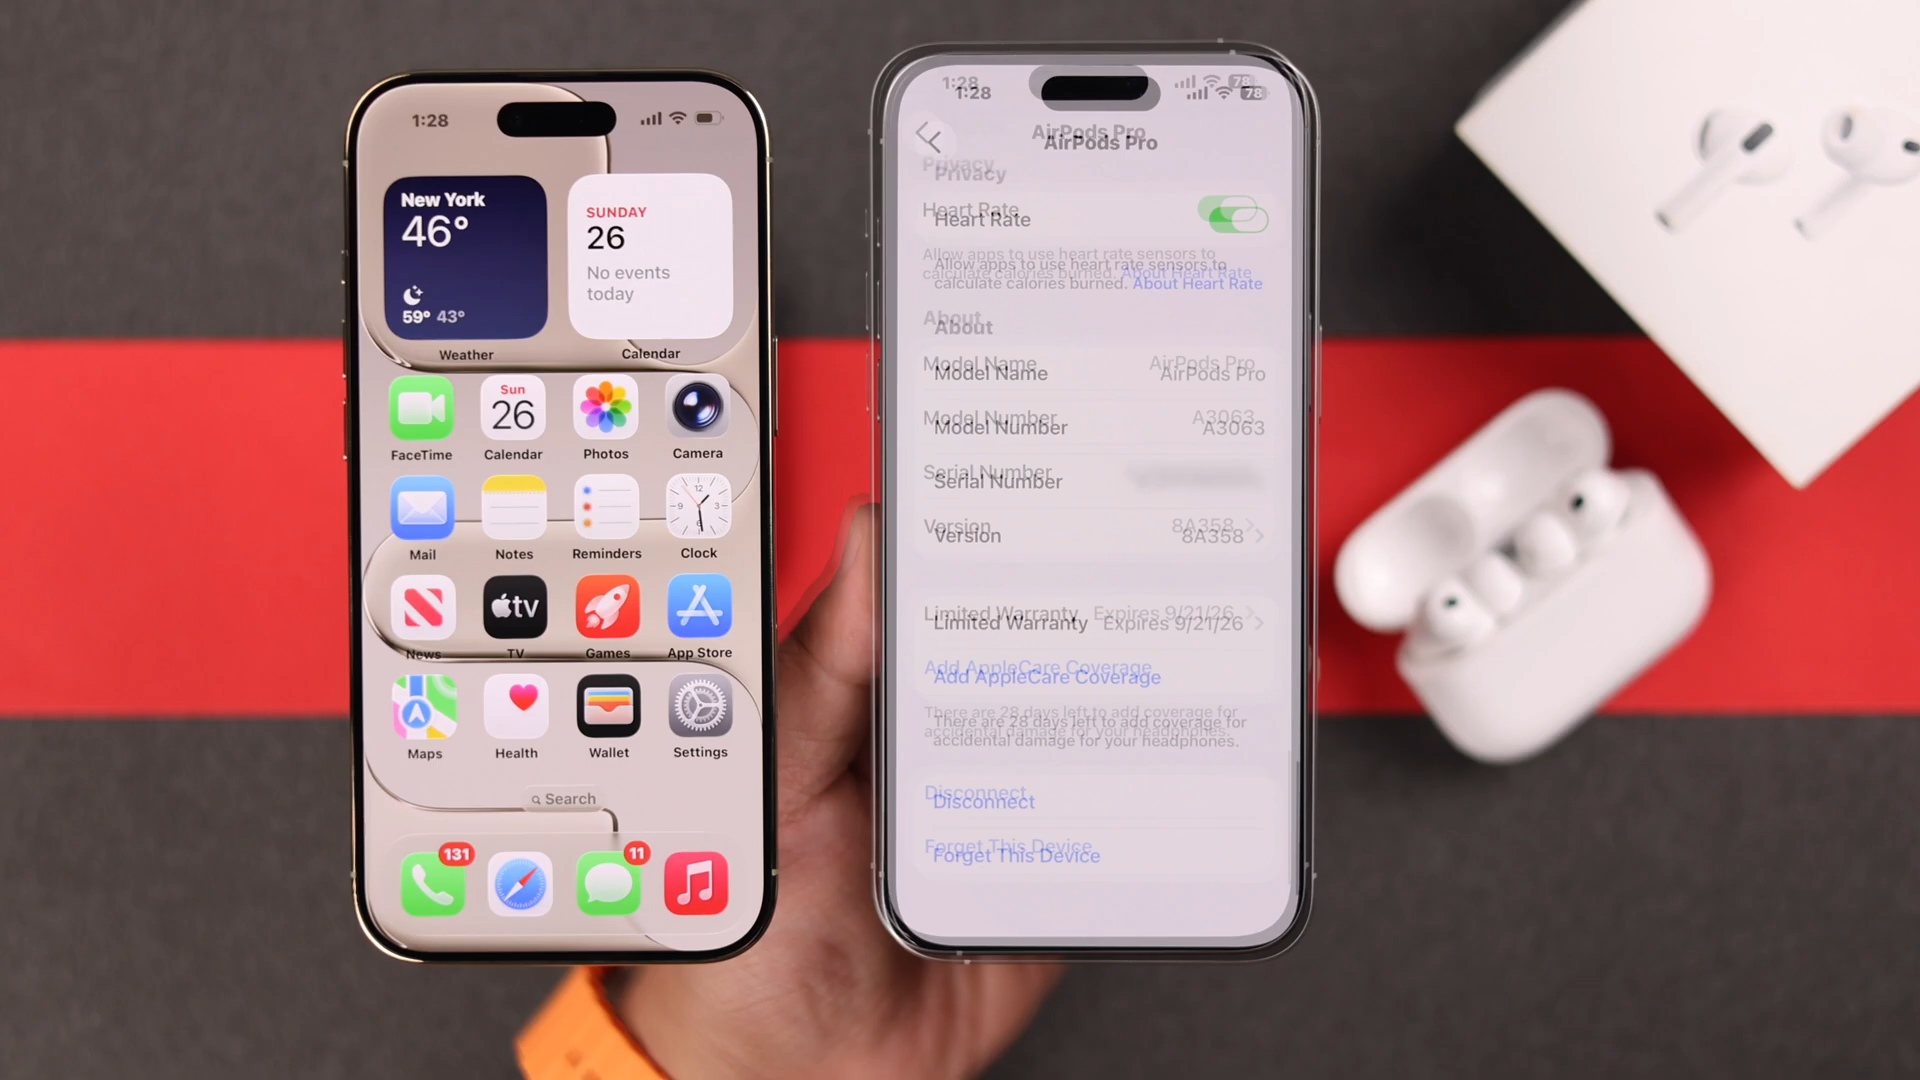 1:28
New York
46°
59° 43°
Weather
SUNDAY
26
No events
today
Calendar
Sun
26
FaceTime
Calendar
Photos
Camera
12
3
6
9
Mail
Notes
Reminders
Clock
tv
News
TV
Games
App Store
Maps
Health
Wallet
Settings
Search
131
11
1:28
78
AirPods Pro
Privacy
Heart Rate
Allow apps to use heart rate sensors to
calculate calories burned. About Heart Rate
About
Model Name AirPods Pro
Model Number A3063
Serial Number
Version 8A358
Limited Warranty Expires 9/21/26
Add AppleCare Coverage
There are 28 days left to add coverage for
accidental damage for your headphones.
Disconnect
Forget This Device